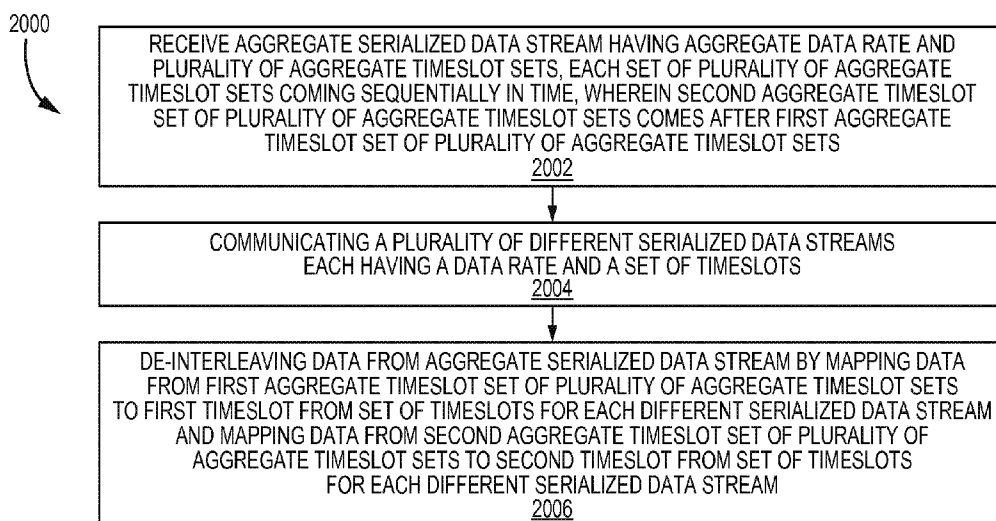 2000
RECEIVE AGGREGATE SERIALIZED DATA STREAM HAVING AGGREGATE DATA RATE AND
PLURALITY OF AGGREGATE TIMESLOT SETS, EACH SET OF PLURALITY OF AGGREGATE
TIMESLOT SETS COMING SEQUENTIALLY IN TIME, WHEREIN SECOND AGGREGATE TIMESLOT
SET OF PLURALITY OF AGGREGATE TIMESLOT SETS COMES AFTER FIRST AGGREGATE
TIMESLOT SET OF PLURALITY OF AGGREGATE TIMESLOT SETS
2002
COMMUNICATING A PLURALITY OF DIFFERENT SERIALIZED DATA STREAMS
EACH HAVING A DATA RATE AND A SET OF TIMESLOTS
2004
DE-INTERLEAVING DATA FROM AGGREGATE SERIALIZED DATA STREAM BY MAPPING DATA
FROM FIRST AGGREGATE TIMESLOT SET OF PLURALITY OF AGGREGATE TIMESLOT SETS
TO FIRST TIMESLOT FROM SET OF TIMESLOTS FOR EACH DIFFERENT SERIALIZED DATA STREAM
AND MAPPING DATA FROM SECOND AGGREGATE TIMESLOT SET OF PLURALITY OF
AGGREGATE TIMESLOT SETS TO SECOND TIMESLOT FROM SET OF TIMESLOTS
FOR EACH DIFFERENT SERIALIZED DATA STREAM
2006